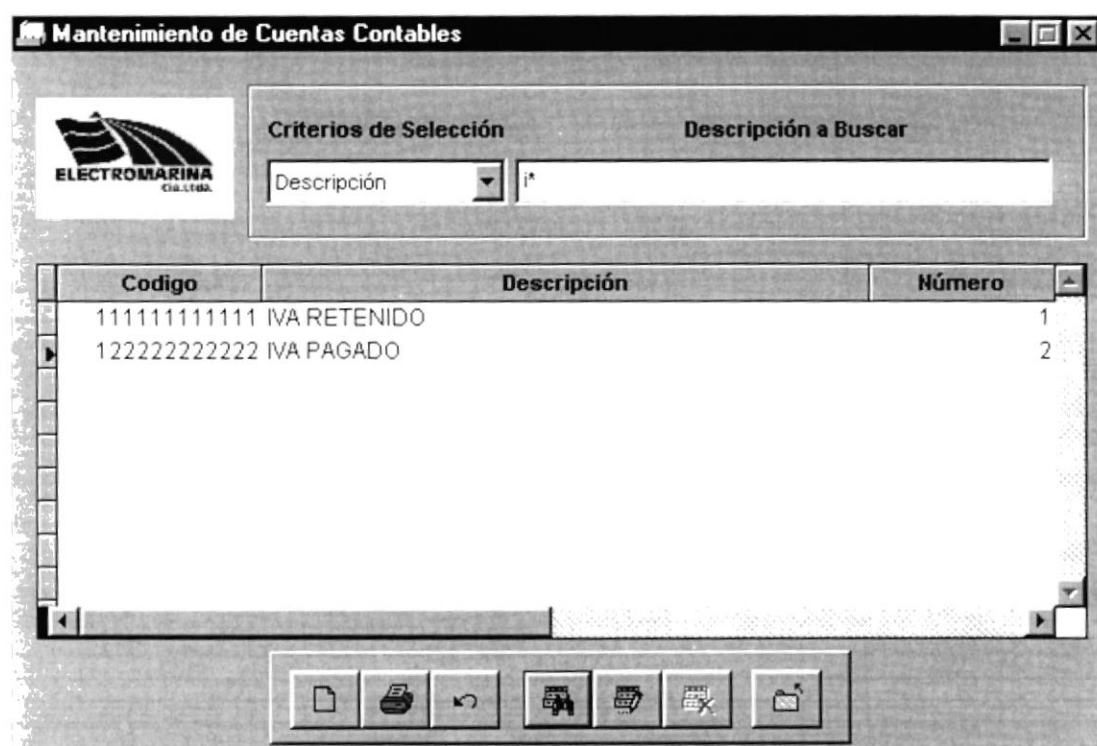 Mantenimiento de Cuentas Contables
ELECTROMARINA
Cia.Ltda.
Criterios de Selección Descripción a Buscar
Descripción i*
Codigo Descripción Número
111111111111 IVA RETENIDO 1
122222222222 IVA PAGADO 2